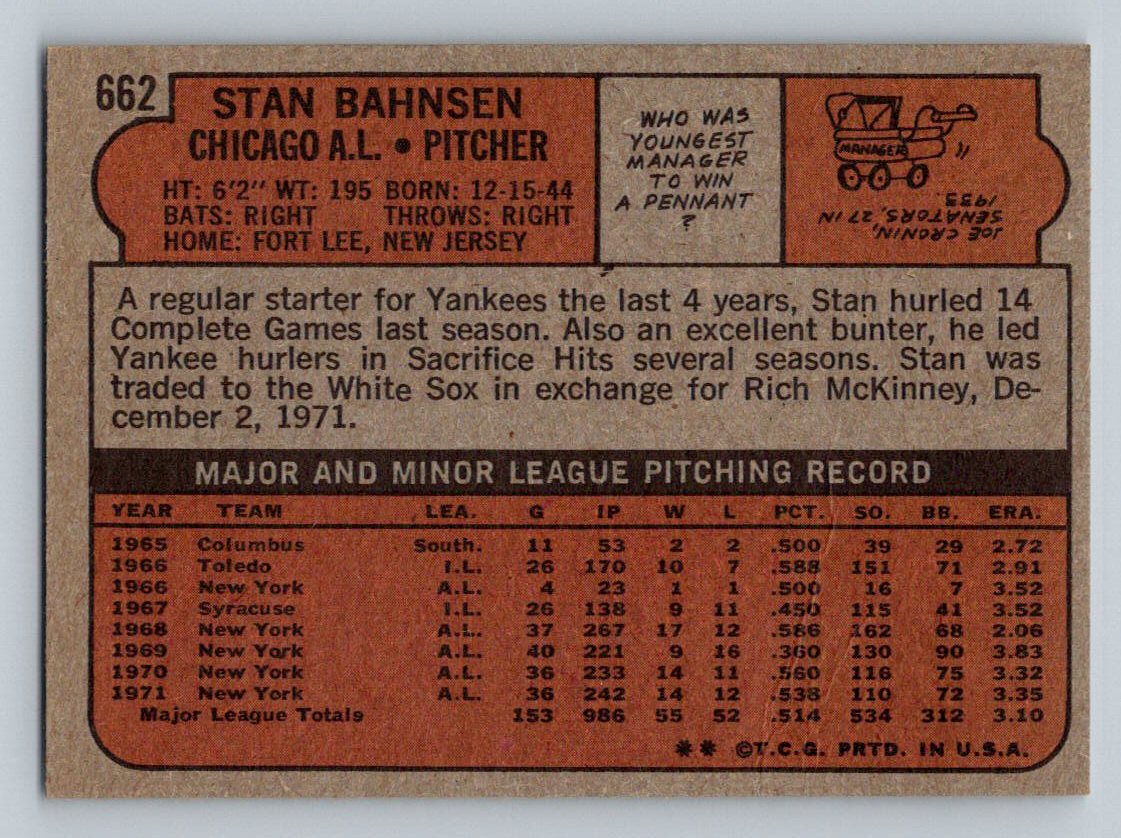 662
STAN BAHNSEN
CHICAGO A.L. • PITCHER
HT: 6'2" WT: 195 BORN: 12-15-44
BATS: RIGHT THROWS: RIGHT
HOME: FORT LEE, NEW JERSEY
WHO WAS
YOUNGEST
MANAGER
TO WIN
A PENNANT
?
MANAGER
JOE CRONIN,
SENATORS, 27 IN
1933
A regular starter for Yankees the last 4 years, Stan hurled 14
Complete Games last season. Also an excellent bunter, he led
Yankee hurlers in Sacrifice Hits several seasons. Stan was
traded to the White Sox in exchange for Rich McKinney, De-
cember 2, 1971.
MAJOR AND MINOR LEAGUE PITCHING RECORD
YEAR TEAM LEA. G IP W L PCT. SO. BB. ERA.
1965 Columbus South. 11 53 2 2 .500 39 29 2.72
1966 Toledo I.L. 26 170 10 7 .588 151 71 2.91
1966 New York A.L. 4 23 1 1 .500 16 7 3.52
1967 Syracuse I.L. 26 138 9 11 .450 115 41 3.52
1968 New York A.L. 37 267 17 12 .586 162 68 2.06
1969 New York A.L. 40 221 9 16 .360 130 90 3.83
1970 New York A.L. 36 233 14 11 .560 116 75 3.32
1971 New York A.L. 36 242 14 12 .538 110 72 3.35
Major League Totals 153 986 55 52 .514 534 312 3.10
** ©T.C.G. PRTD. IN U.S.A.